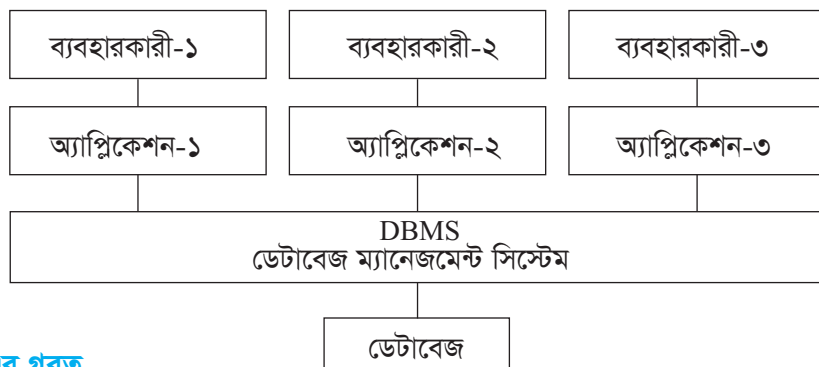 ব্যবহারকারী-১ ব্যবহারকারী-২ ব্যবহারকারী-৩
অ্যাপ্লিকেশন-১ অ্যাপ্লিকেশন-২ অ্যাপ্লিকেশন-৩
DBMS
ডেটাবেজ ম্যানেজমেন্ট সিস্টেম
ডেটাবেজ